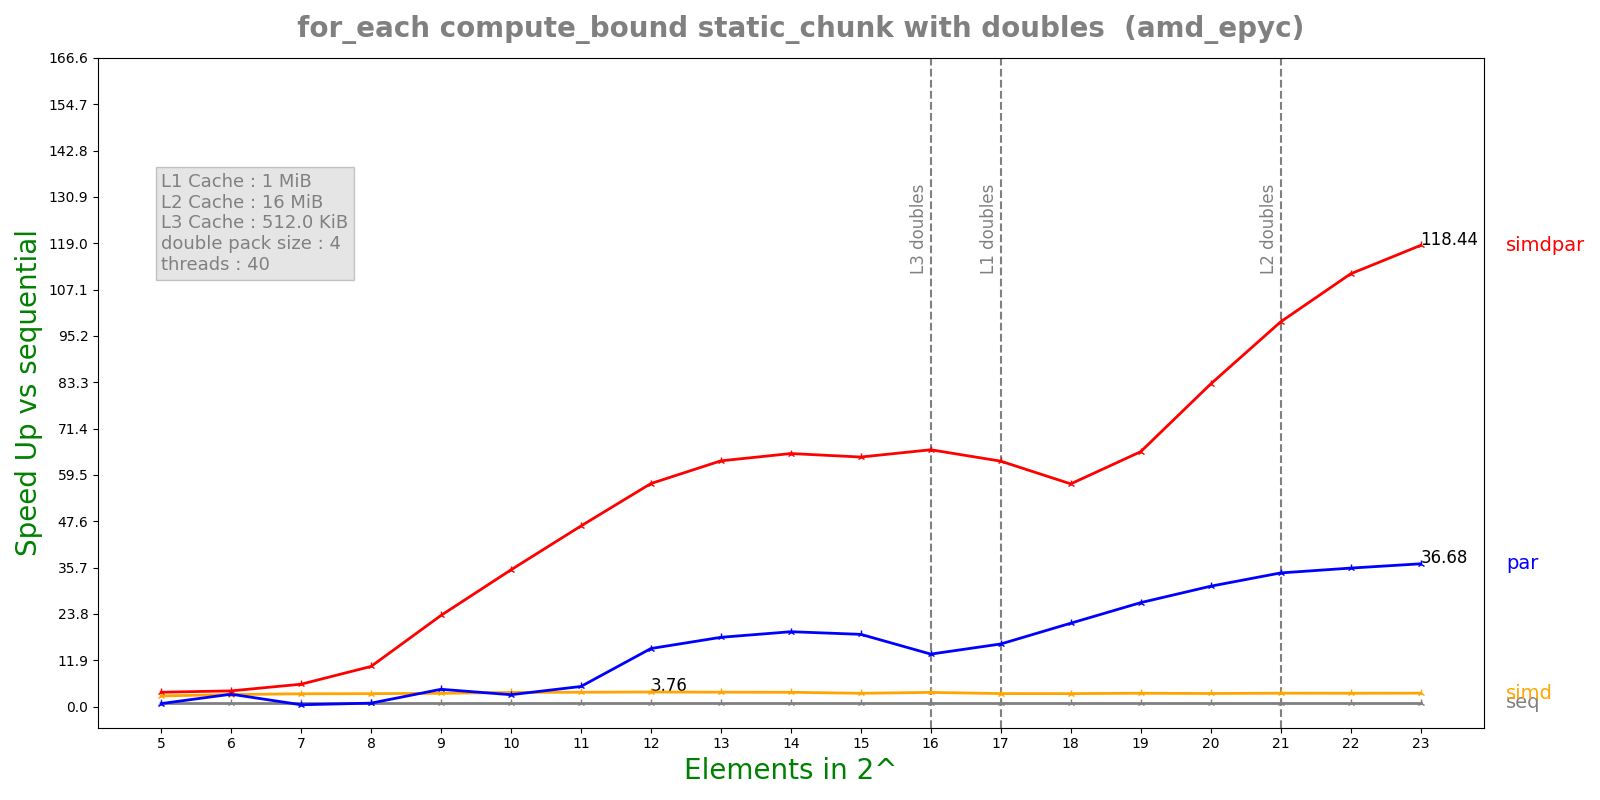 for_each compute_bound static_chunk with doubles (amd_epyc)
Speed Up vs sequential
166.6
154.7
142.8
130.9
119.0
107.1
95.2
83.3
71.4
59.5
47.6
35.7
23.8
11.9
0.0
L1 Cache : 1 MiB
L2 Cache : 16 MiB
L3 Cache : 512.0 KiB
double pack size : 4
threads : 40
L3 doubles
L1 doubles
L2 doubles
118.44
36.68
3.76
simdpar
par
simd
seq
5 6 7 8 9 10 11 12 13 14 15 16 17 18 19 20 21 22 23
Elements in 2^